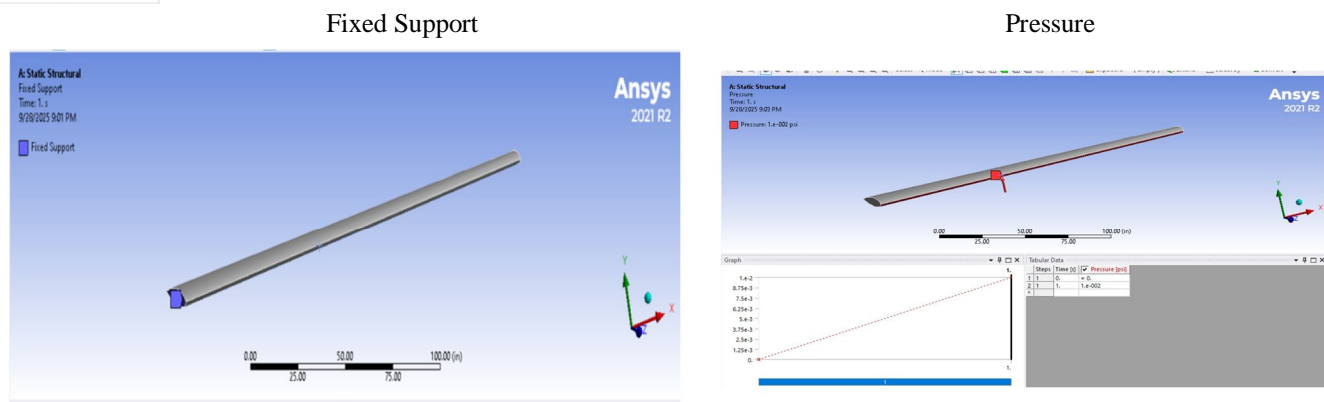 Fixed Support
Pressure
A: Static Structural
Fixed Support
Time: 1. s
9/28/2025 9:01 PM
Fixed Support
Ansys
2021 R2
Y
X
Z
0.00 50.00 100.00 (in)
25.00 75.00
A: Static Structural
Pressure
Time: 1. s
9/28/2025 9:03 PM
Pressure: 1.e-002 psi
Ansys
2021 R2
Y
X
Z
0.00 50.00 100.00 (in)
25.00 75.00
Graph
1.
1.e-2
8.75e-3
7.5e-3
6.25e-3
5.e-3
3.75e-3
2.5e-3
1.25e-3
0.
1.
1
Tabular Data
Steps Time [s] Pressure [psi]
1 1 0. = 0.
2 1 1. 1.e-002
*